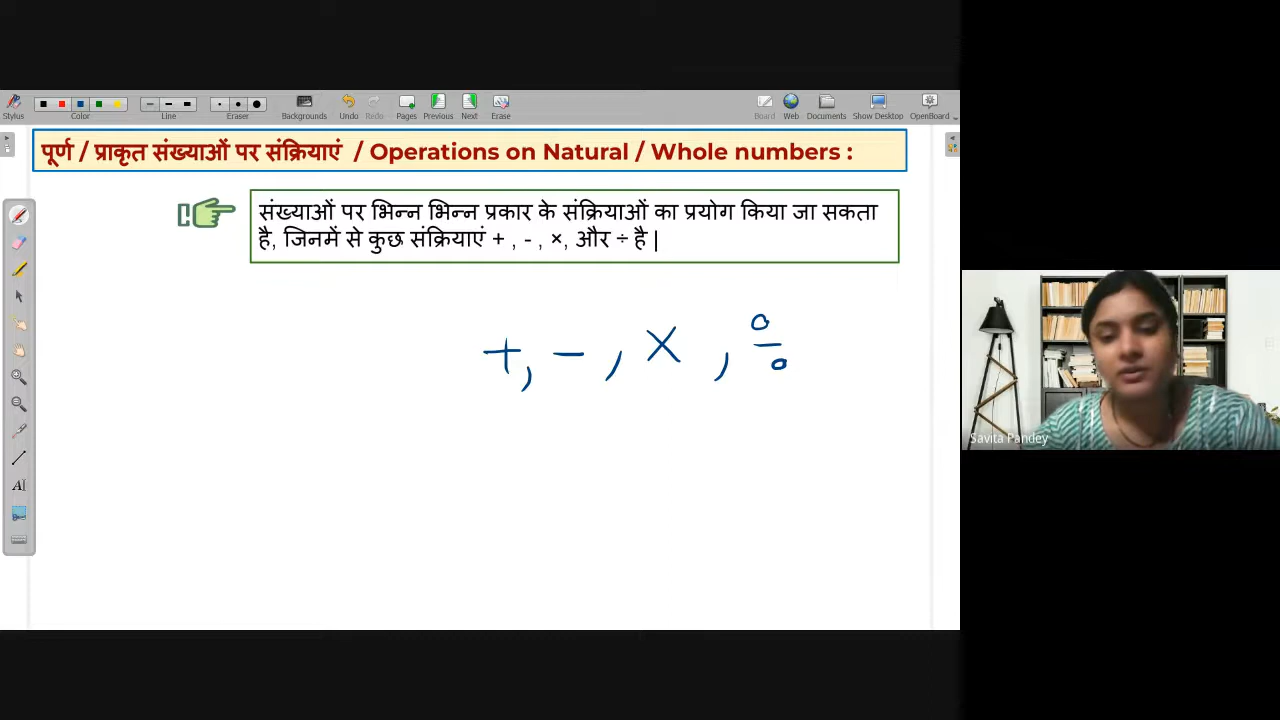 Stylus Color Line Eraser Backgrounds Undo Redo Pages Previous Next Erase Board Web Documents Show Desktop OpenBoard
पूर्ण / प्राकृत संख्याओं पर संक्रियाएं / Operations on Natural / Whole numbers :
संख्याओं पर भिन्न भिन्न प्रकार के संक्रियाओं का प्रयोग किया जा सकता
है, जिनमें से कुछ संक्रियाएं + , - , ×, और ÷ है |
+, - , × , ÷
Savita Pandey